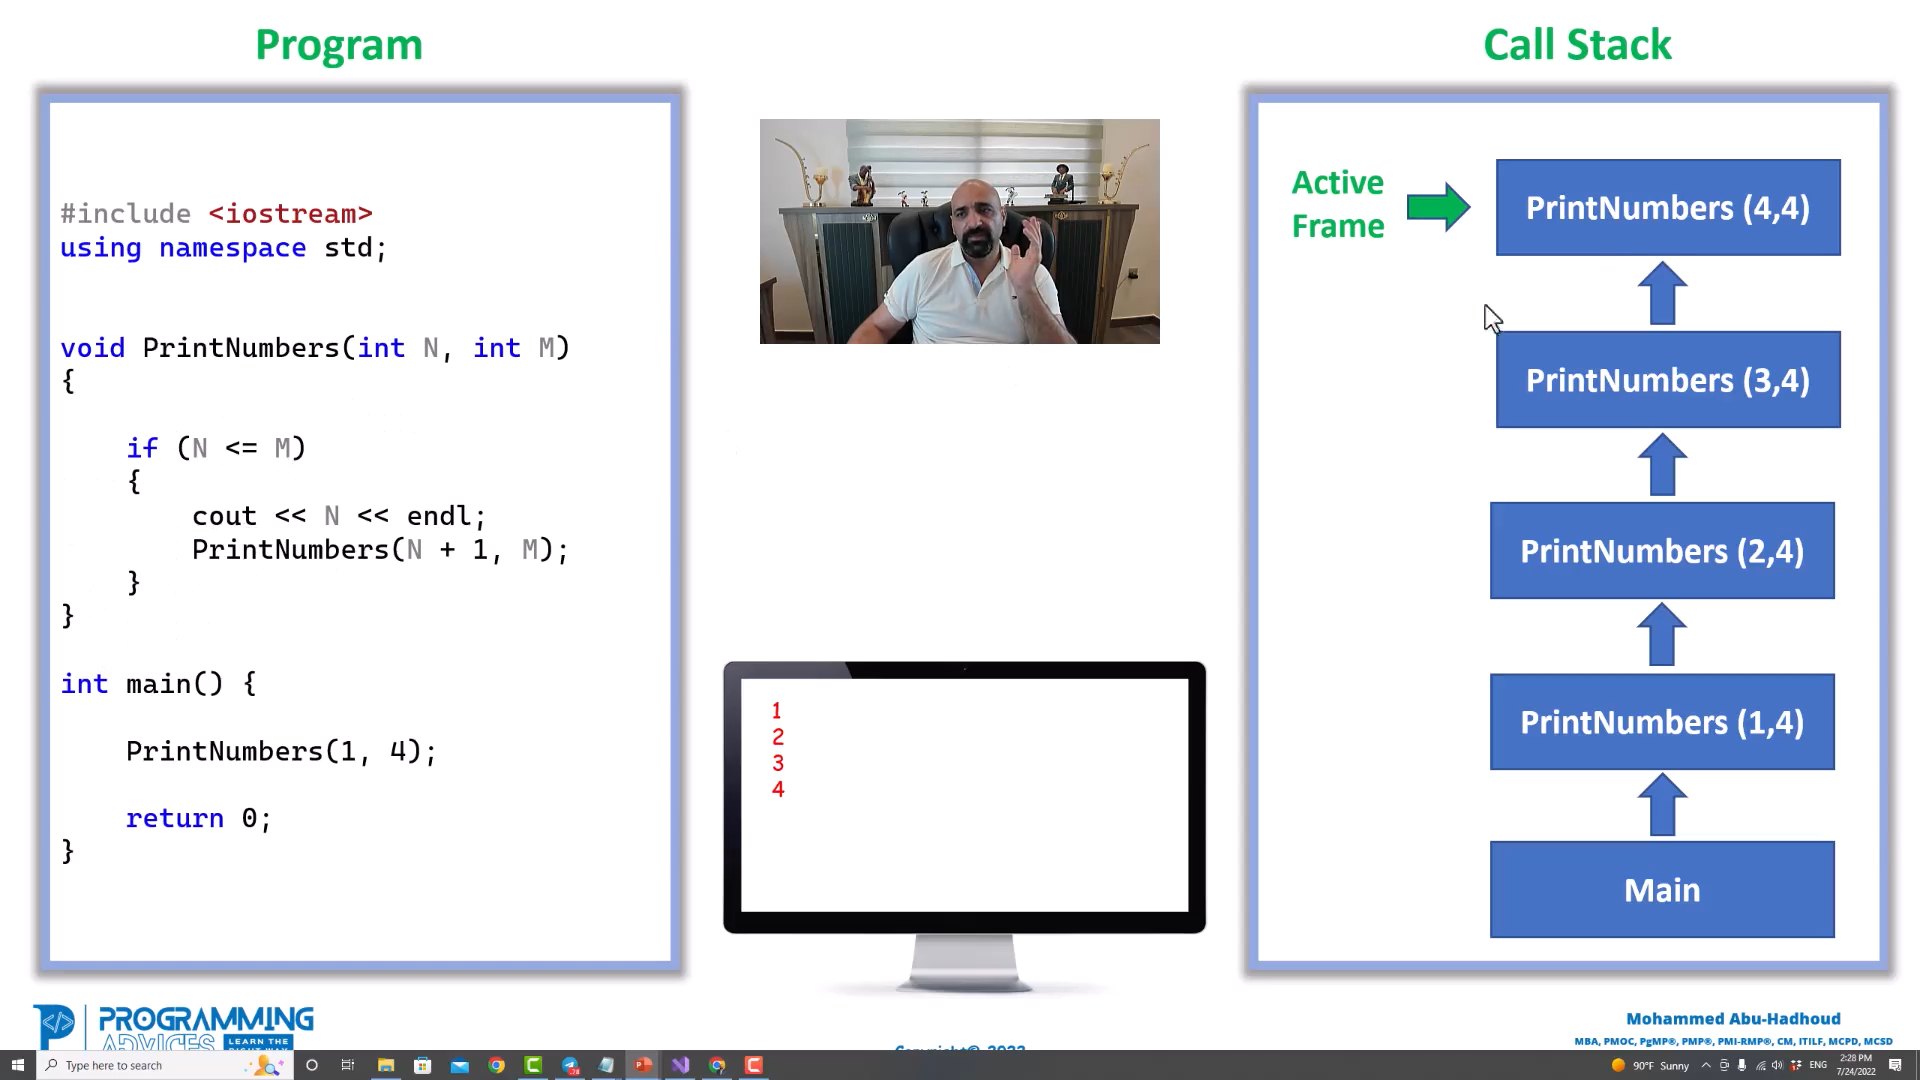 Program
Call Stack
#include <iostream>
using namespace std;
void PrintNumbers(int N, int M)
{
if (N <= M)
{
cout << N << endl;
PrintNumbers(N + 1, M);
}
}
int main() {
PrintNumbers(1, 4);
return 0;
}
1
2
3
4
Active
Frame
PrintNumbers (4,4)
PrintNumbers (3,4)
PrintNumbers (2,4)
PrintNumbers (1,4)
Main
PROGRAMMING
ADVICES
LEARN THE
RIGHT WAY
Copyright© 2022
Mohammed Abu-Hadhoud
MBA, PMOC, PgMP®, PMP®, PMI-RMP®, CM, ITILF, MCPD, MCSD
Type here to search
90°F Sunny
ENG
2:28 PM
7/24/2022